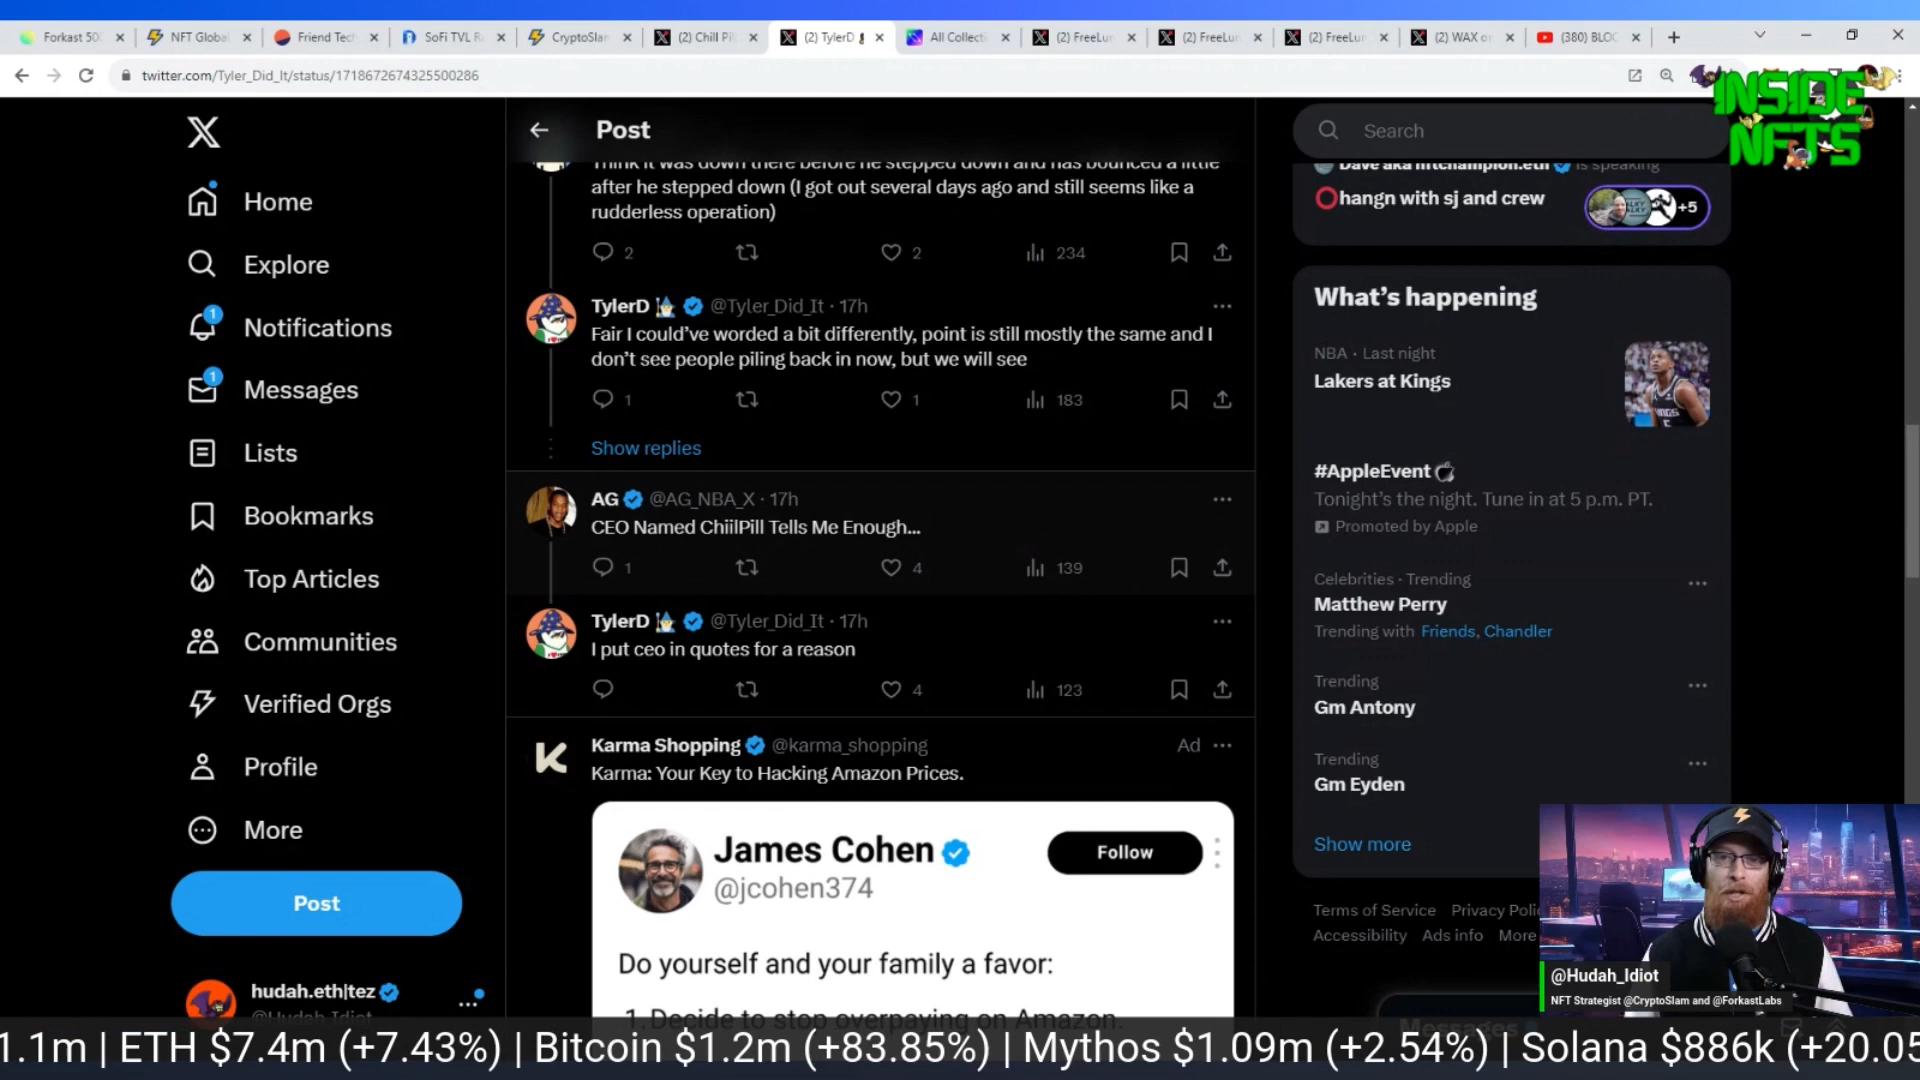 Forkast 50
NFT Global
Friend Tech
SoFi TVL R
CryptoSlam
(2) Chill Pi
(2) TylerD
All Collecti
(2) FreeLun
(2) FreeLun
(2) FreeLun
(2) WAX o
(380) BLOC
twitter.com/Tyler_Did_It/status/1718672674325500286
INSIDE
NFTS
Home
Explore
1
Notifications
1
Messages
Lists
Bookmarks
Top Articles
Communities
Verified Orgs
Profile
More
Post
hudah.eth|tez
@Hudah_Idiot
Post
Think it was down there before he stepped down and has bounced a little
after he stepped down (I got out several days ago and still seems like a
rudderless operation)
2 2 234
TylerD @Tyler_Did_It · 17h
Fair I could've worded a bit differently, point is still mostly the same and I
don't see people piling back in now, but we will see
1 1 183
Show replies
AG @AG_NBA_X · 17h
CEO Named ChiilPill Tells Me Enough...
1 4 139
TylerD @Tyler_Did_It · 17h
I put ceo in quotes for a reason
4 123
Karma Shopping @karma_shopping Ad
Karma: Your Key to Hacking Amazon Prices.
James Cohen
@jcohen374
Follow
Do yourself and your family a favor:
1. Decide to stop overpaying on Amazon.
Search
Dave aka nftchampion.eth is speaking
hangn with sj and crew
+5
What's happening
NBA · Last night
Lakers at Kings
#AppleEvent
Tonight's the night. Tune in at 5 p.m. PT.
Promoted by Apple
Celebrities · Trending
Matthew Perry
Trending with Friends, Chandler
Trending
Gm Antony
Trending
Gm Eyden
Show more
Terms of Service Privacy Polic
Accessibility Ads info More
Messages
@Hudah_Idiot
NFT Strategist @CryptoSlam and @ForkastLabs
1.1m | ETH $7.4m (+7.43%) | Bitcoin $1.2m (+83.85%) | Mythos $1.09m (+2.54%) | Solana $886k (+20.05